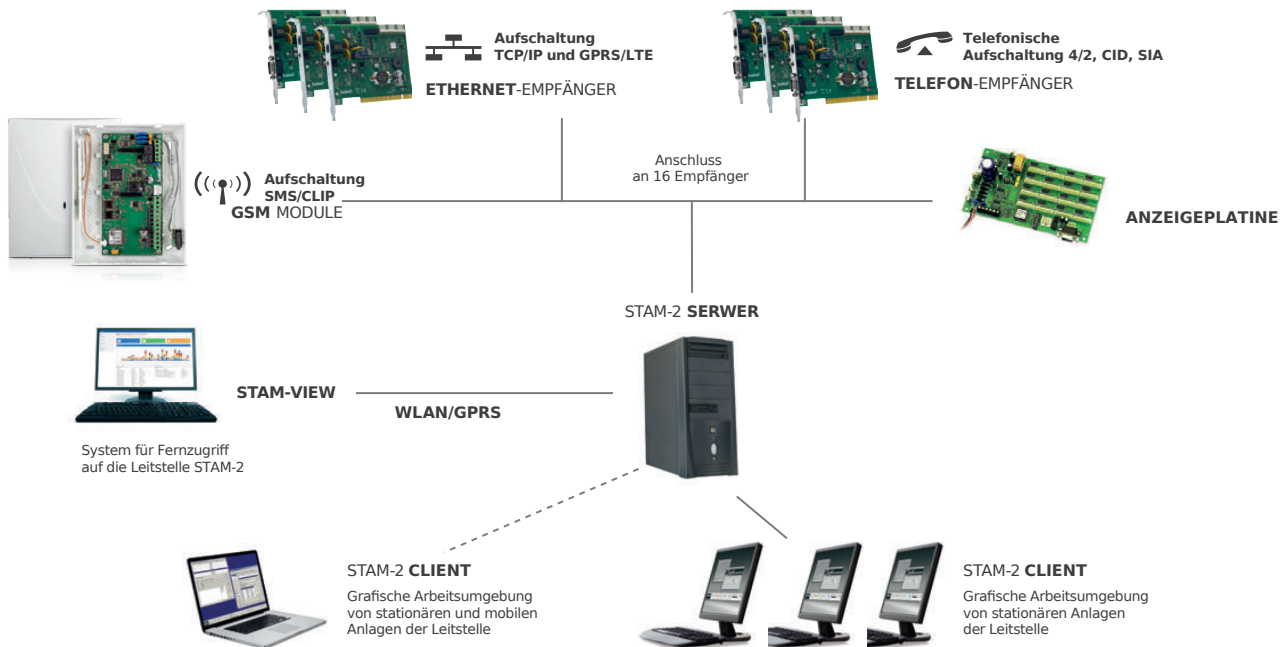 Aufschaltung
TCP/IP und GPRS/LTE
ETHERNET-EMPFÄNGER
Telefonische
Aufschaltung 4/2, CID, SIA
TELEFON-EMPFÄNGER
Aufschaltung
SMS/CLIP
GSM MODULE
Anschluss
an 16 Empfänger
ANZEIGEPLATINE
STAM-2 SERWER
STAM-VIEW
WLAN/GPRS
System für Fernzugriff
auf die Leitstelle STAM-2
STAM-2 CLIENT
Grafische Arbeitsumgebung
von stationären und mobilen
Anlagen der Leitstelle
STAM-2 CLIENT
Grafische Arbeitsumgebung
von stationären Anlagen
der Leitstelle